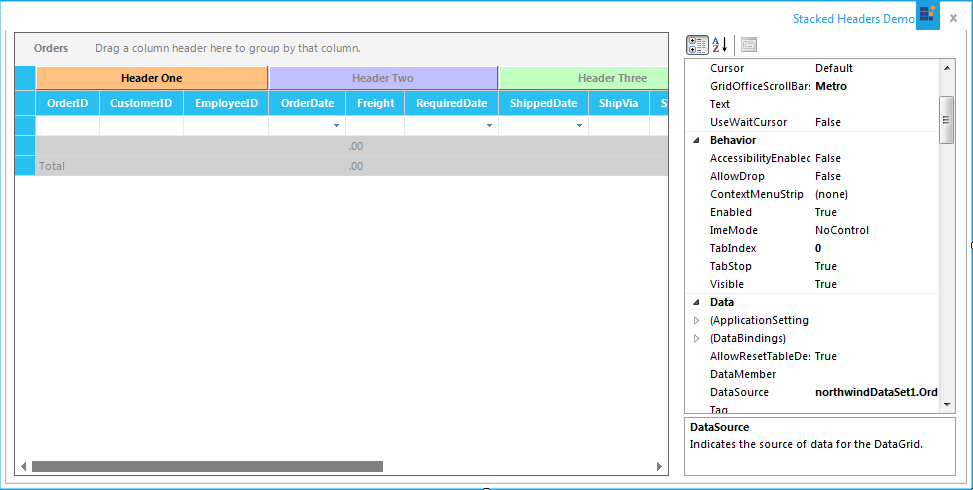 Stacked Headers Demo
Orders Drag a column header here to group by that column.
Header One Header Two Header Three
OrderID CustomerID EmployeeID OrderDate Freight RequiredDate ShippedDate ShipVia S
.00
Total .00
Cursor Default
GridOfficeScrollBars Metro
Text
UseWaitCursor False
Behavior
AccessibilityEnabled False
AllowDrop False
ContextMenuStrip (none)
Enabled True
ImeMode NoControl
TabIndex 0
TabStop True
Visible True
Data
(ApplicationSetting
(DataBindings)
AllowResetTableDes True
DataMember
DataSource northwindDataSet1.Ord
Tag
DataSource
Indicates the source of data for the DataGrid.